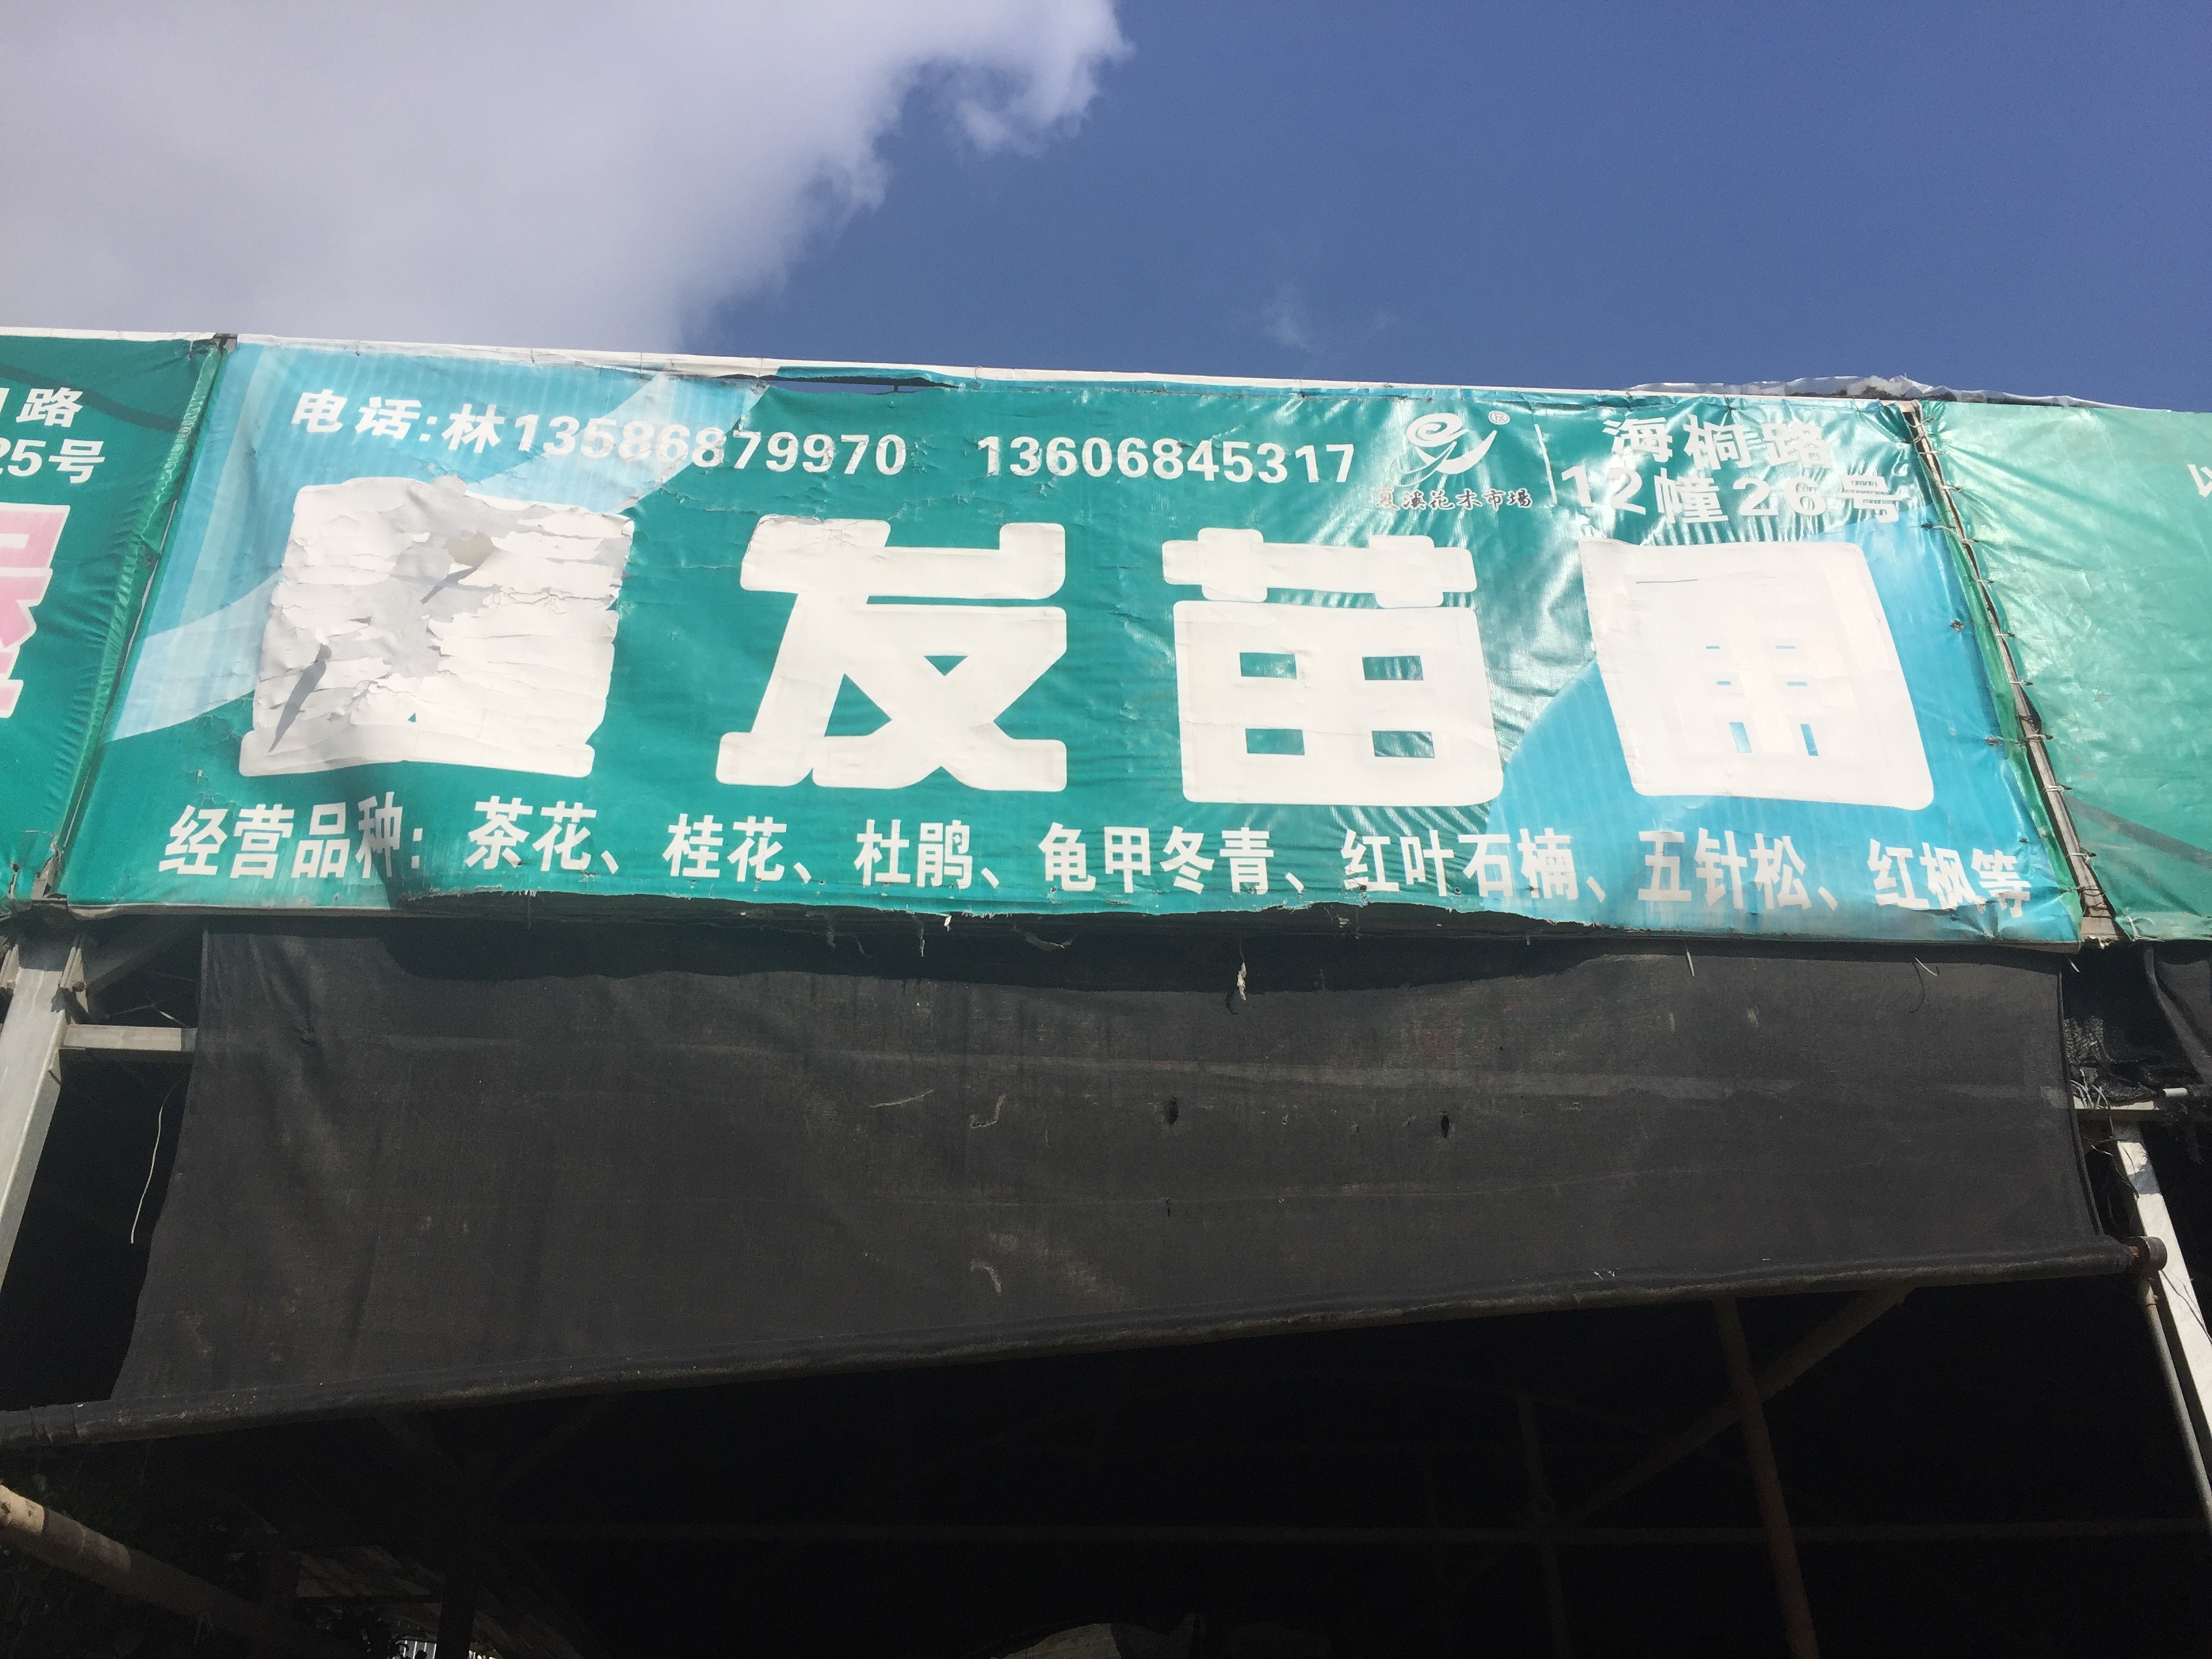 路
25号
电话:林13586879970 13606845317
夏溪花木市场
海桐路
12幢26号
发苗圃
经营品种：茶花、桂花、杜鹃、龟甲冬青、红叶石楠、五针松、红枫等